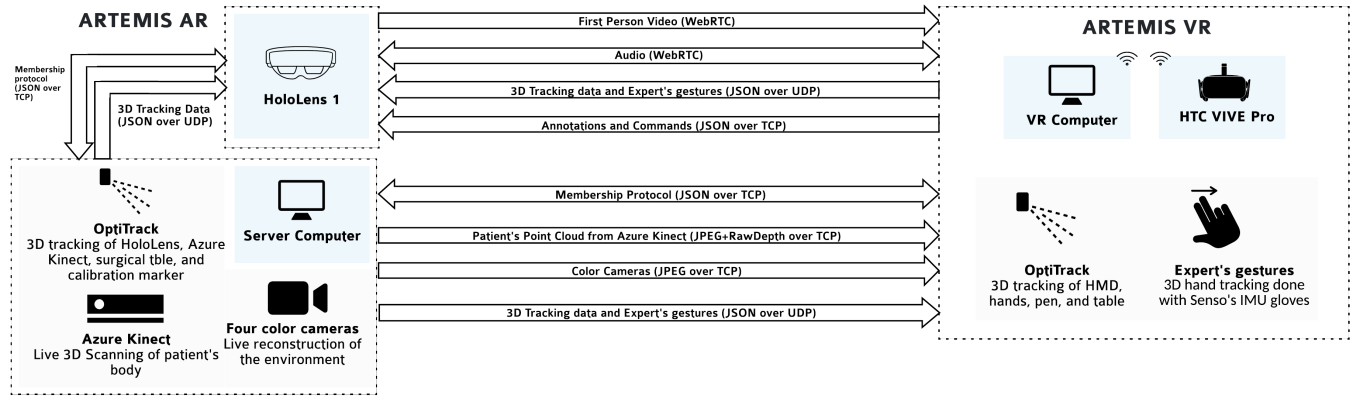 ARTEMIS AR
HoloLens 1
Membership
protocol
(JSON over
TCP)
3D Tracking Data
(JSON over UDP)
First Person Video (WebRTC)
Audio (WebRTC)
3D Tracking data and Expert's gestures (JSON over UDP)
Annotations and Commands (JSON over TCP)
ARTEMIS VR
VR Computer
HTC VIVE Pro
OptiTrack
3D tracking of HoloLens, Azure
Kinect, surgical tble, and
calibration marker
Server Computer
Azure Kinect
Live 3D Scanning of patient's
body
Four color cameras
Live reconstruction of
the environment
Membership Protocol (JSON over TCP)
Patient's Point Cloud from Azure Kinect (JPEG+RawDepth over TCP)
Color Cameras (JPEG over TCP)
3D Tracking data and Expert's gestures (JSON over UDP)
OptiTrack
3D tracking of HMD,
hands, pen, and table
Expert's gestures
3D hand tracking done
with Senso's IMU gloves